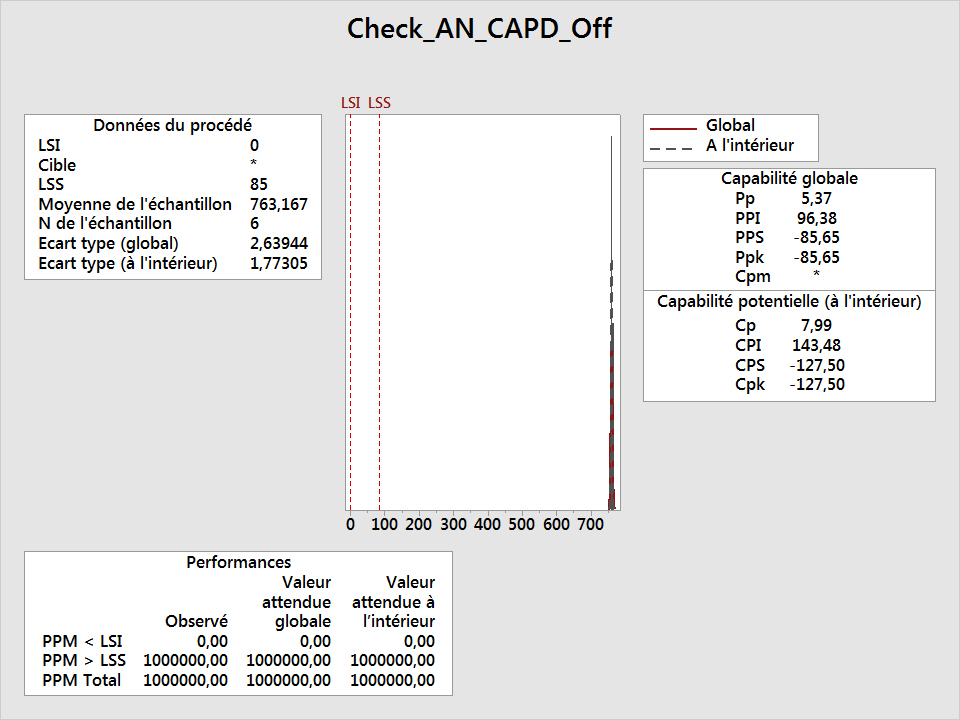 Check_AN_CAPD_Off
LSI LSS
Données du procédé
LSI 0
Cible *
LSS 85
Moyenne de l'échantillon 763,167
N de l'échantillon 6
Ecart type (global) 2,63944
Ecart type (à l'intérieur) 1,77305
Global
A l'intérieur
Capabilité globale
Pp 5,37
PPI 96,38
PPS -85,65
Ppk -85,65
Cpm *
Capabilité potentielle (à l'intérieur)
Cp 7,99
CPI 143,48
CPS -127,50
Cpk -127,50
0 100 200 300 400 500 600 700
Performances
Valeur Valeur
attendue attendue à
Observé globale l'intérieur
PPM < LSI 0,00 0,00 0,00
PPM > LSS 1000000,00 1000000,00 1000000,00
PPM Total 1000000,00 1000000,00 1000000,00